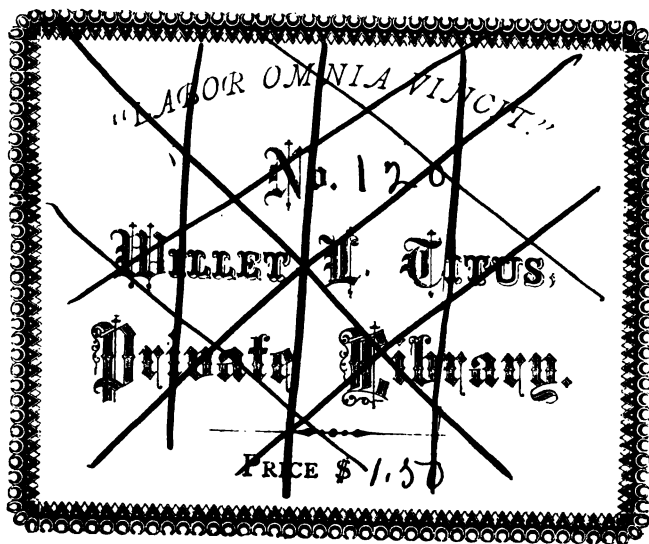 "LABOR OMNIA VINCIT."
No. 120
WILLET L. TITUS,
Private Library.
PRICE $ 1.50